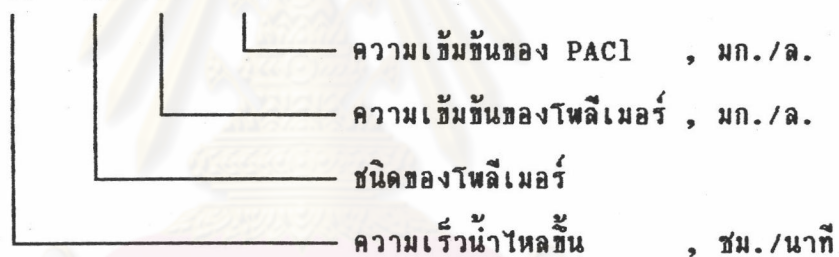 ความเข้มข้นของ PACl , มก./ล.
ความเข้มข้นของโพลีเมอร์ , มก./ล.
ชนิดของโพลีเมอร์
ความเร็วน้ำไหลขึ้น , ซม./นาที